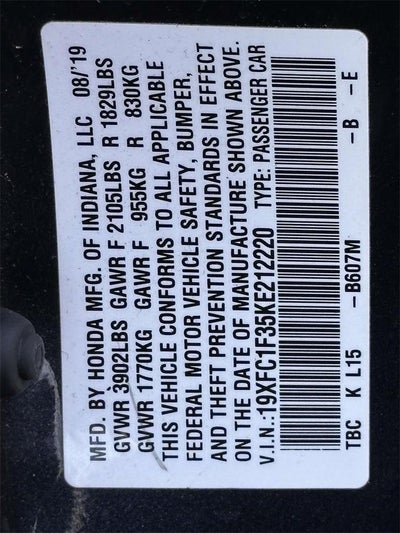 MFD. BY HONDA MFG. OF INDIANA, LLC 08/'19
GVWR 3902LBS GAWR F 2105LBS R 1829LBS
GVWR 1770KG GAWR F 955KG R 830KG
THIS VEHICLE CONFORMS TO ALL APPLICABLE
FEDERAL MOTOR VEHICLE SAFETY, BUMPER,
AND THEFT PREVENTION STANDARDS IN EFFECT
ON THE DATE OF MANUFACTURE SHOWN ABOVE.
V.I.N.:19XFC1F35KE212220 TYPE: PASSENGER CAR
TBC K L15 -B607M -B -E